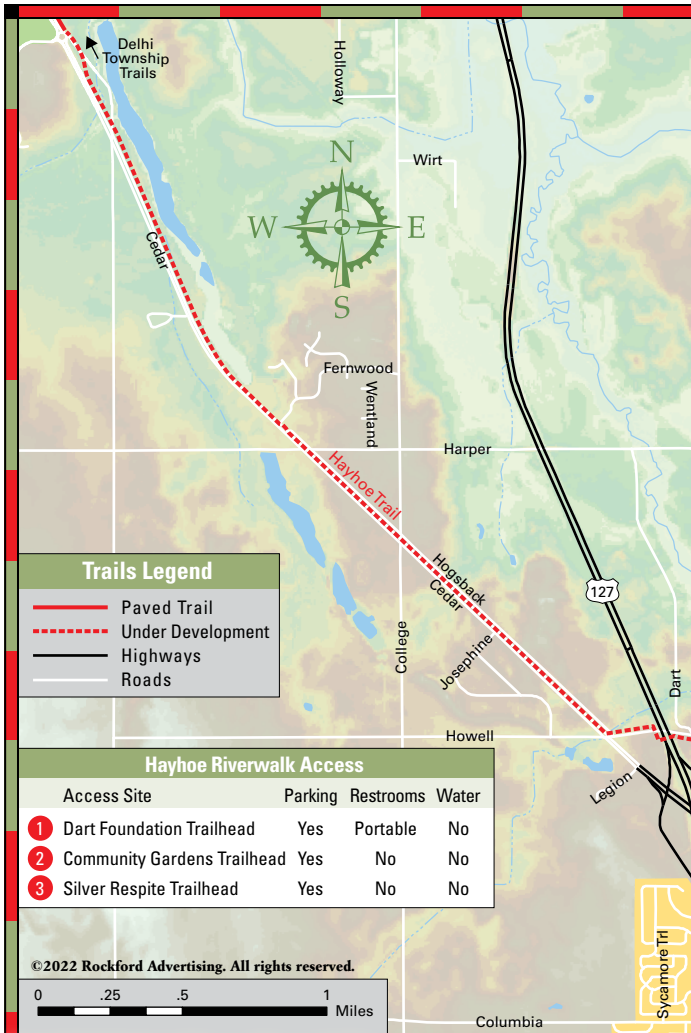 Delhi
Township
Trails
Holloway
Wirt
N
W E
S
Cedar
Fernwood
Wentland
Harper
Hayhoe Trail
Hogsback
Cedar
127
College
Josephine
Dart
Howell
Legion
Trails Legend
Paved Trail
Under Development
Highways
Roads
Hayhoe Riverwalk Access
Access Site Parking Restrooms Water
1 Dart Foundation Trailhead Yes Portable No
2 Community Gardens Trailhead Yes No No
3 Silver Respite Trailhead Yes No No
Sycamore Trl
©2022 Rockford Advertising. All rights reserved.
0 .25 .5 1 Miles
Columbia